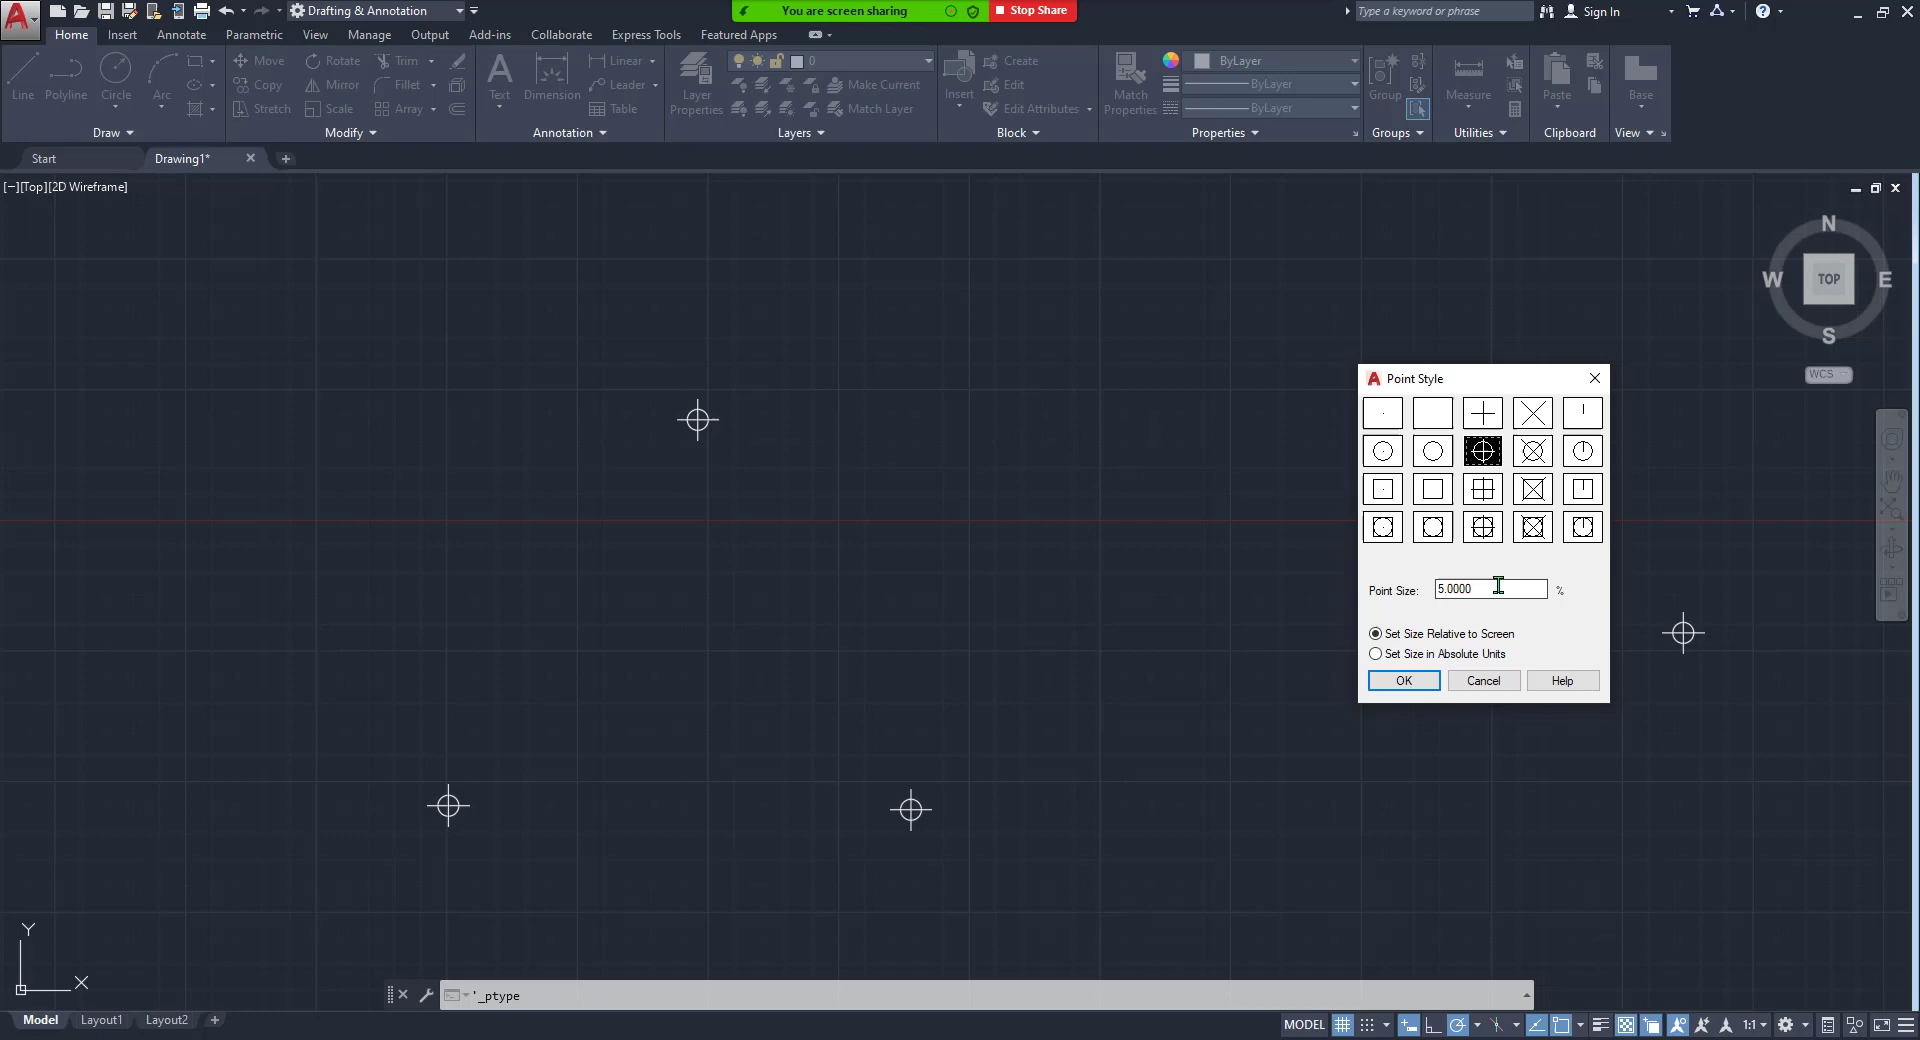 Drafting & Annotation
You are screen sharing
Stop Share
Type a keyword or phrase
Sign In
Home Insert Annotate Parametric View Manage Output Add-ins Collaborate Express Tools Featured Apps
Line
Polyline
Circle
Arc
Draw
Move Rotate Trim
Copy Mirror Fillet
Stretch Scale Array
Modify
Text
Dimension
Linear
Leader
Table
Annotation
Layer
Properties
0
Make Current
Match Layer
Layers
Insert
Create
Edit
Edit Attributes
Block
Match
Properties
ByLayer
ByLayer
ByLayer
Properties
Group
Groups
Measure
Utilities
Paste
Clipboard
Base
View
Start
Drawing1*
[−][Top][2D Wireframe]
N
W TOP E
S
WCS
Point Style
Point Size: 5.0000 %
Set Size Relative to Screen
Set Size in Absolute Units
OK Cancel Help
Y
X
'_ptype
Model Layout1 Layout2
MODEL
1:1